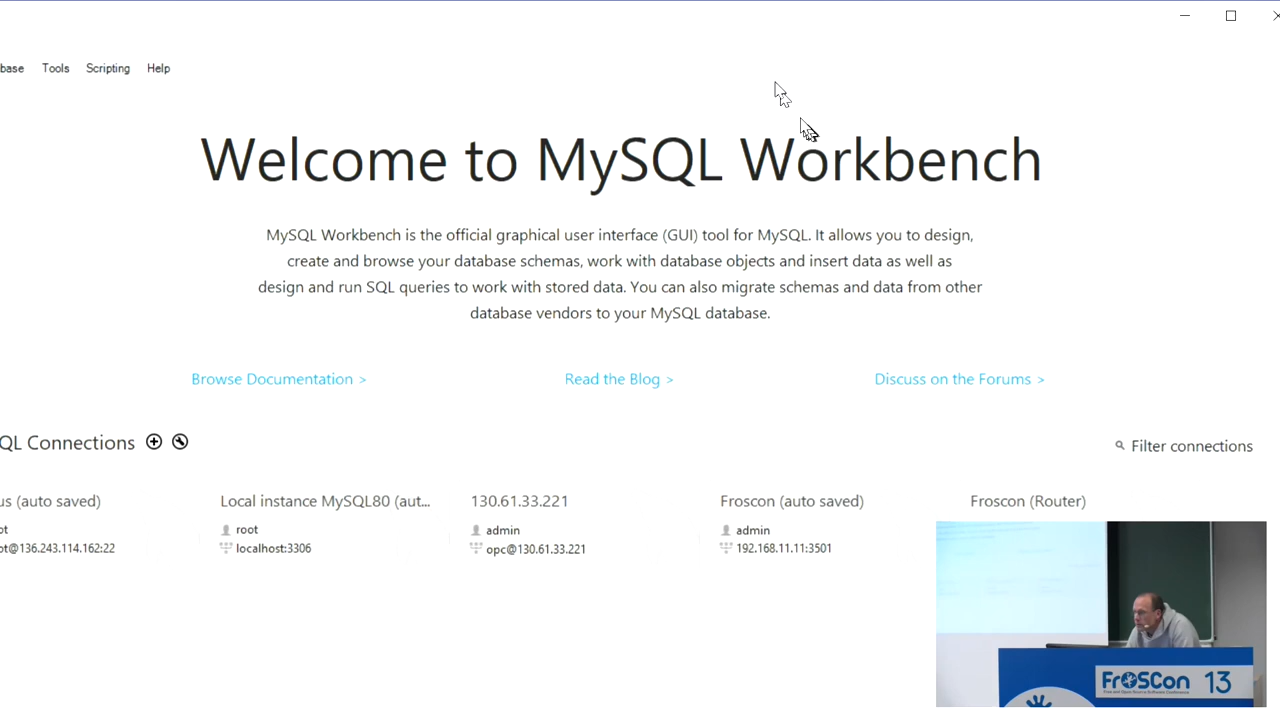 base Tools Scripting Help
Welcome to MySQL Workbench
MySQL Workbench is the official graphical user interface (GUI) tool for MySQL. It allows you to design,
create and browse your database schemas, work with database objects and insert data as well as
design and run SQL queries to work with stored data. You can also migrate schemas and data from other
database vendors to your MySQL database.
Browse Documentation > Read the Blog > Discuss on the Forums >
QL Connections Filter connections
us (auto saved) Local instance MySQL80 (aut... 130.61.33.221 Froscon (auto saved) Froscon (Router)
ot root admin admin
ot@136.243.114.162:22 localhost:3306 opc@130.61.33.221 192.168.11.11:3501
FrOSCon 13
Free and Open Source Software Conference